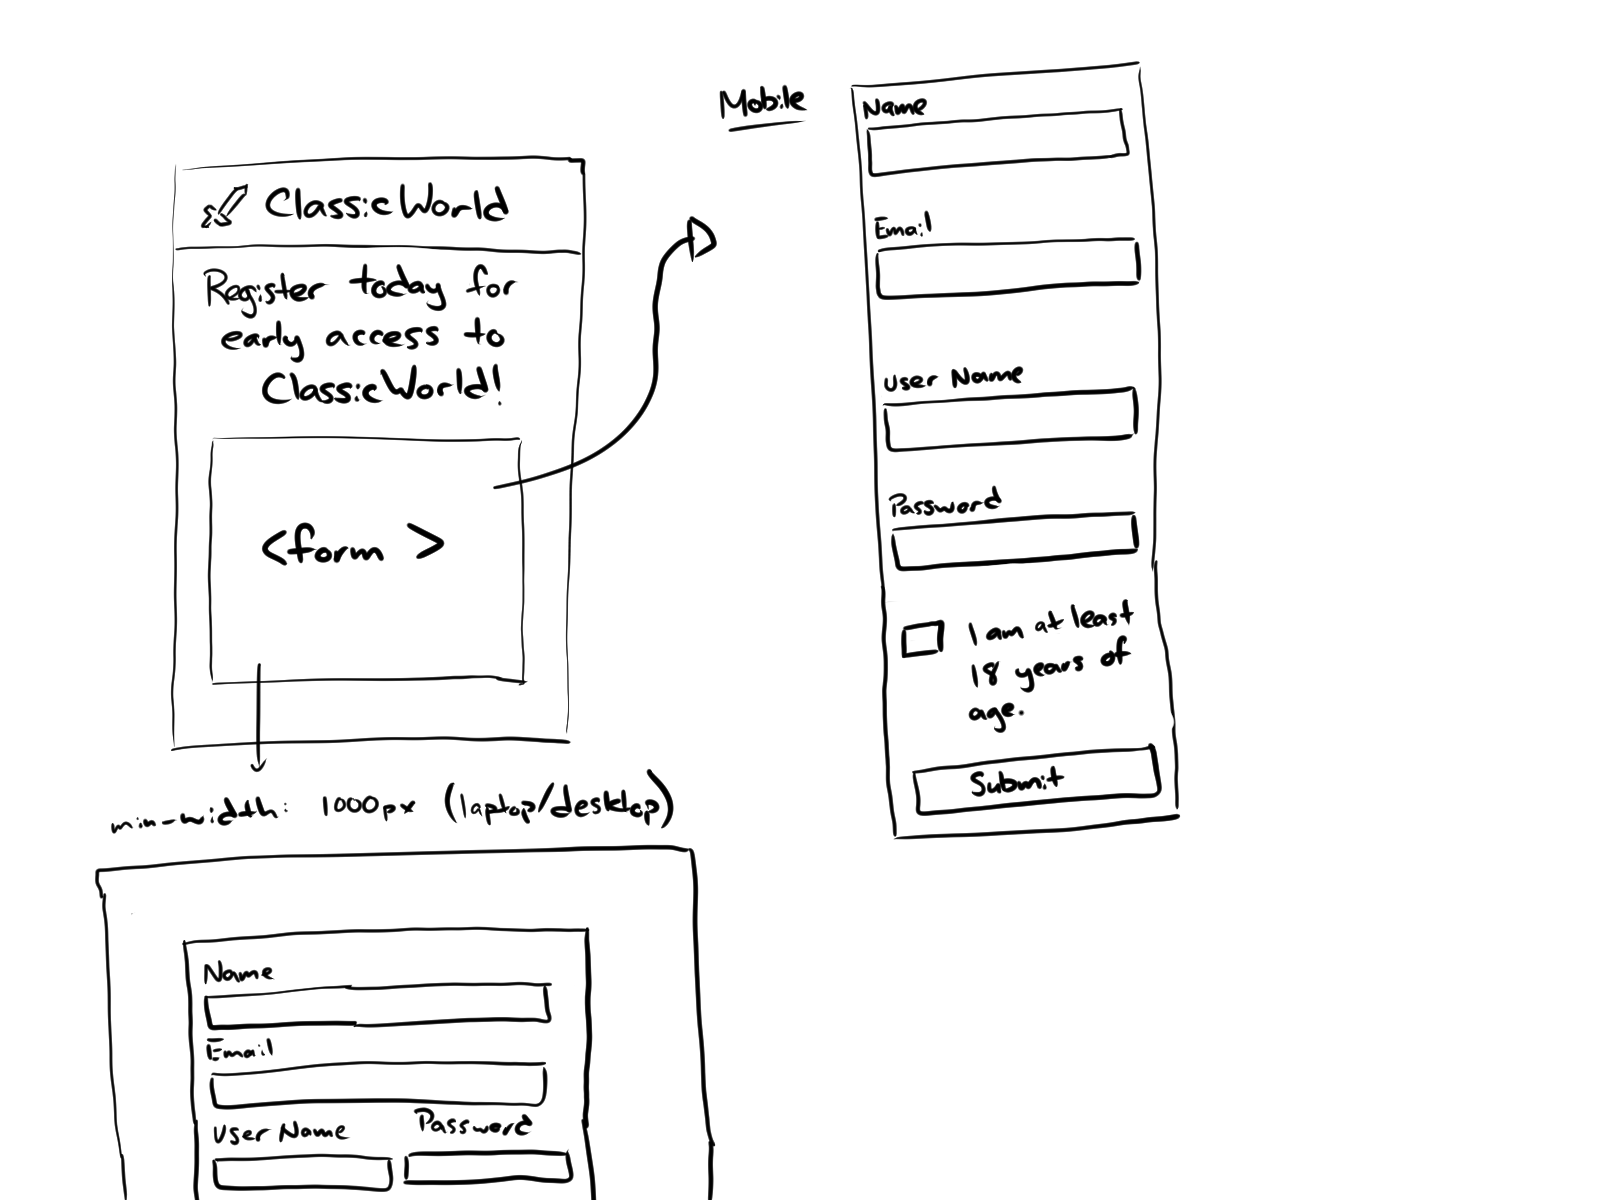 ClassicWorld
Register today for
early access to
ClassicWorld!
<form >
min-width: 1000px (laptop/desktop)
Name
Email
User Name Password
Mobile
Name
Email
User Name
Password
I am at least
18 years of
age.
Submit